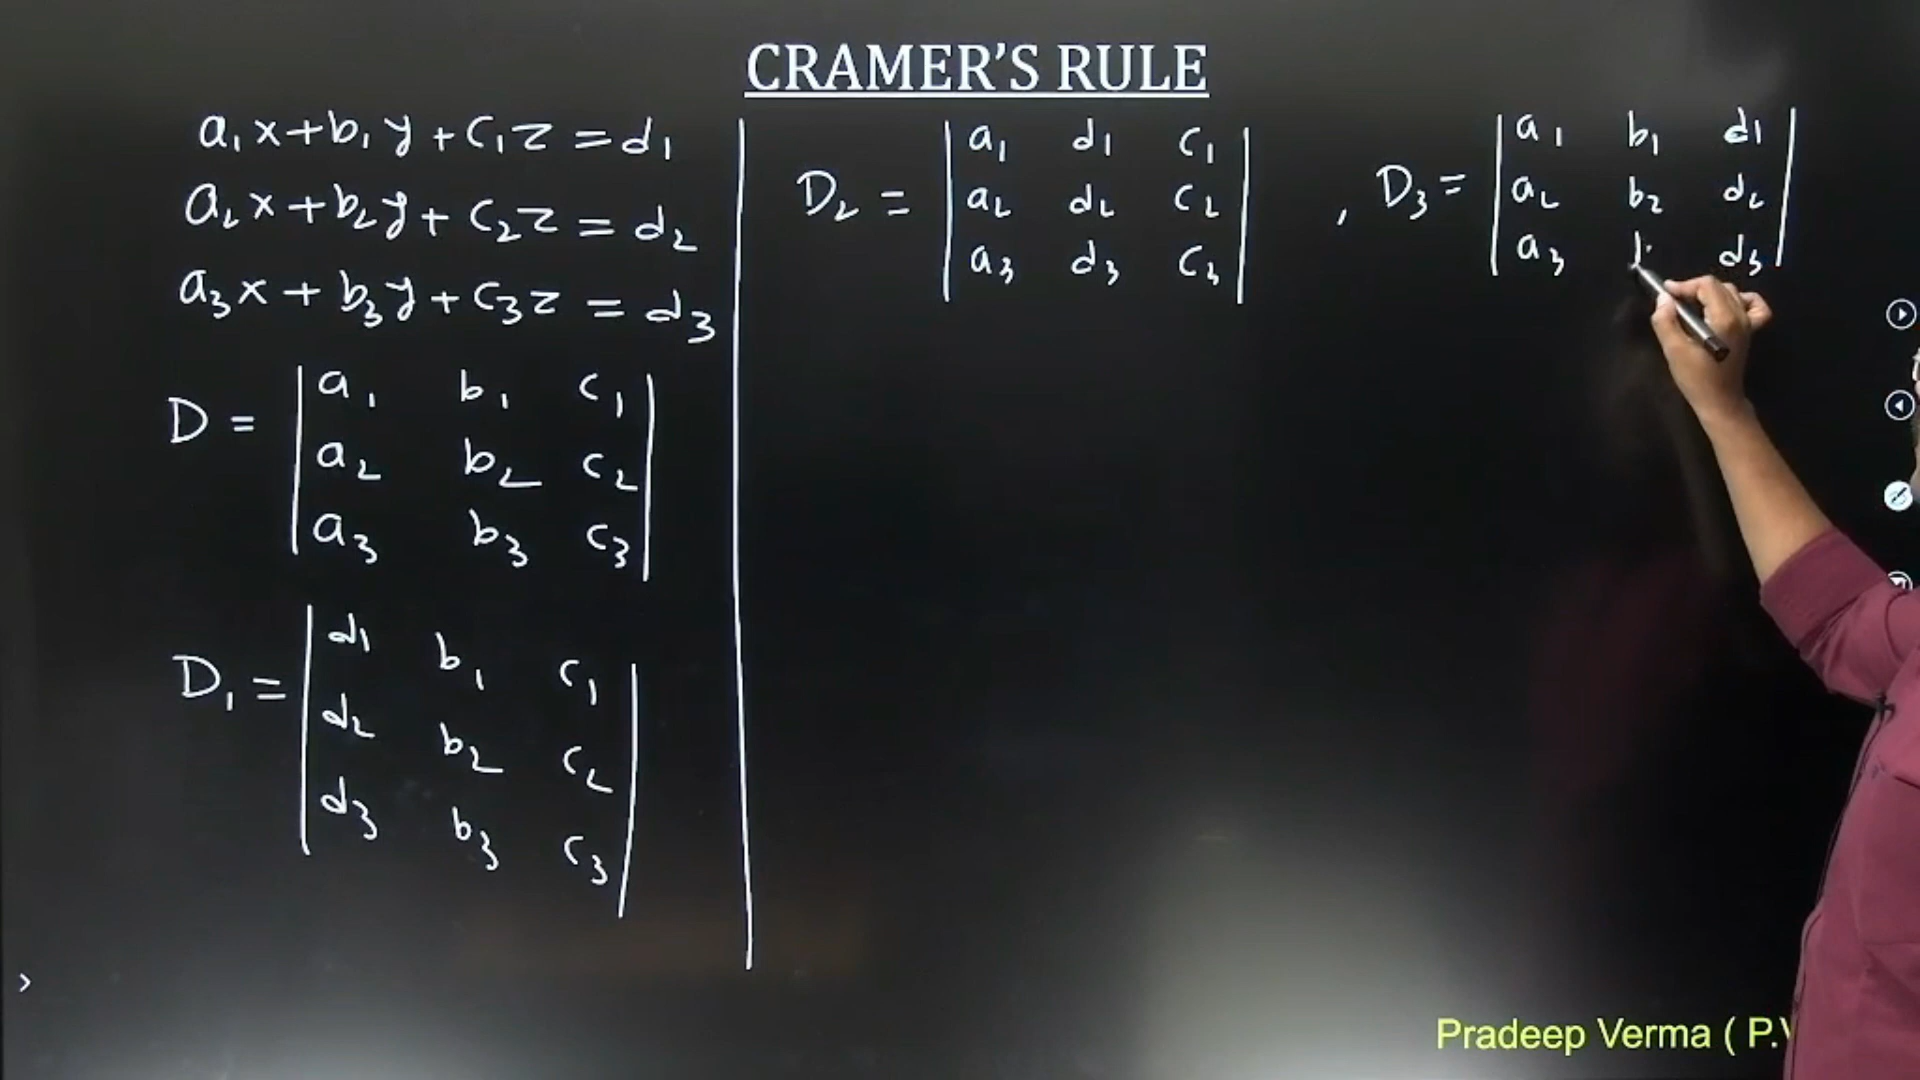 CRAMER'S RULE
a₁x+b₁y+c₁z=d₁
a₂x+b₂y+c₂z=d₂
a₃x+b₃y+c₃z=d₃
D = | a₁ b₁ c₁ |
| a₂ b₂ c₂ |
| a₃ b₃ c₃ |
D₁ = | d₁ b₁ c₁ |
| d₂ b₂ c₂ |
| d₃ b₃ c₃ |
D₂ = | a₁ d₁ c₁ |
| a₂ d₂ c₂ |
| a₃ d₃ c₃ |
, D₃ = | a₁ b₁ d₁ |
| a₂ b₂ d₂ |
| a₃ d₃ |
Pradeep Verma ( P.